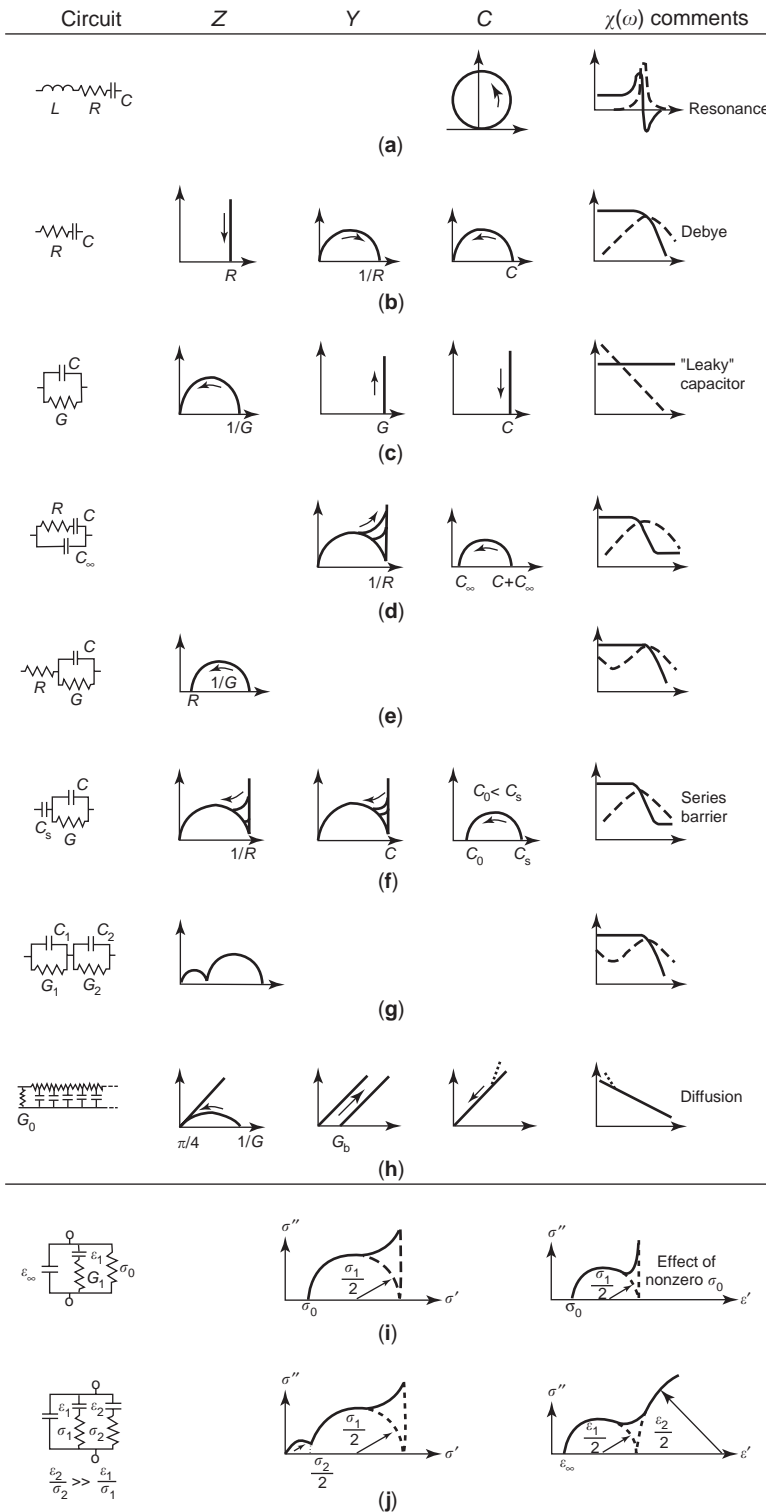 Circuit Z Y C χ(ω) comments
L R C
Resonance
(a)
R C
R
1/R
C
Debye
(b)
C
G
1/G
G
C
"Leaky"
capacitor
(c)
R C
C∞
1/R
C∞ C+C∞
(d)
C
R G
R
1/G
(e)
C
Cs G
1/R
C
C0< Cs
C0 Cs
Series
barrier
(f)
C1 C2
G1 G2
(g)
G0
π/4 1/G
Gb
Diffusion
(h)
ε∞ ε1 G1 σ0
σ″
σ1/2
σ0
σ′
σ″
σ1/2
σ0
Effect of
nonzero σ0
ε′
(i)
ε1 ε2
σ1 σ2
ε2/σ2 >> ε1/σ1
σ″
σ1/2
σ2/2
σ′
σ″
ε1/2
ε2/2
ε∞
ε′
(j)